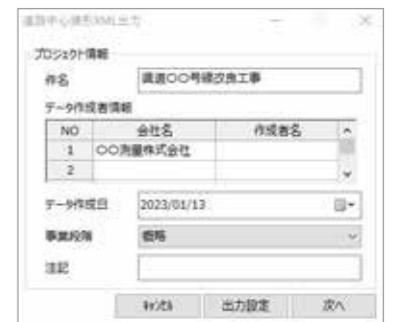 道路中心線形XML出力
プロジェクト情報
件名 県道〇〇号線改良工事
データ作成者情報
NO 会社名 作成者名
1 〇〇測量株式会社
2
データ作成日 2023/01/13
事業段階 概略
注記
キャンセル 出力設定 次へ